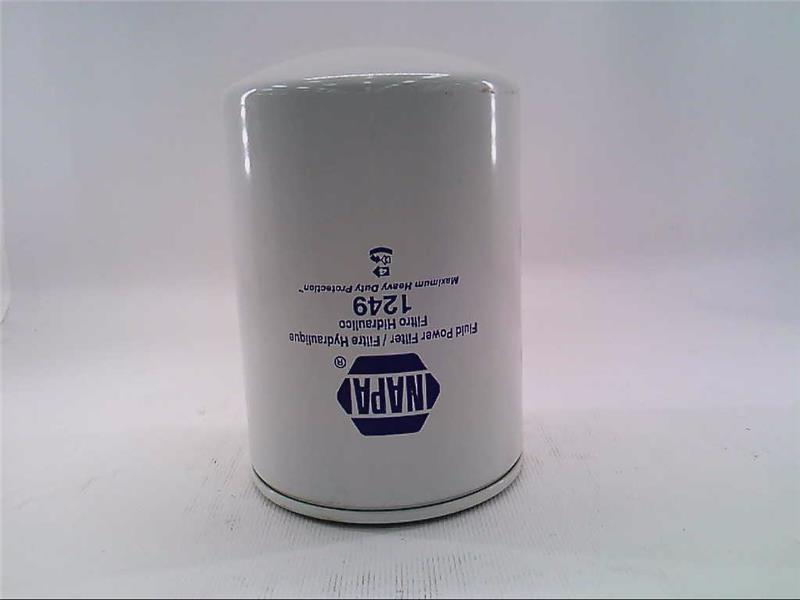 NAPA
®
Fluid Power Filter / Filtre Hydraulique
Filtro Hidraulico
1249
Maximum Heavy Duty Protection™